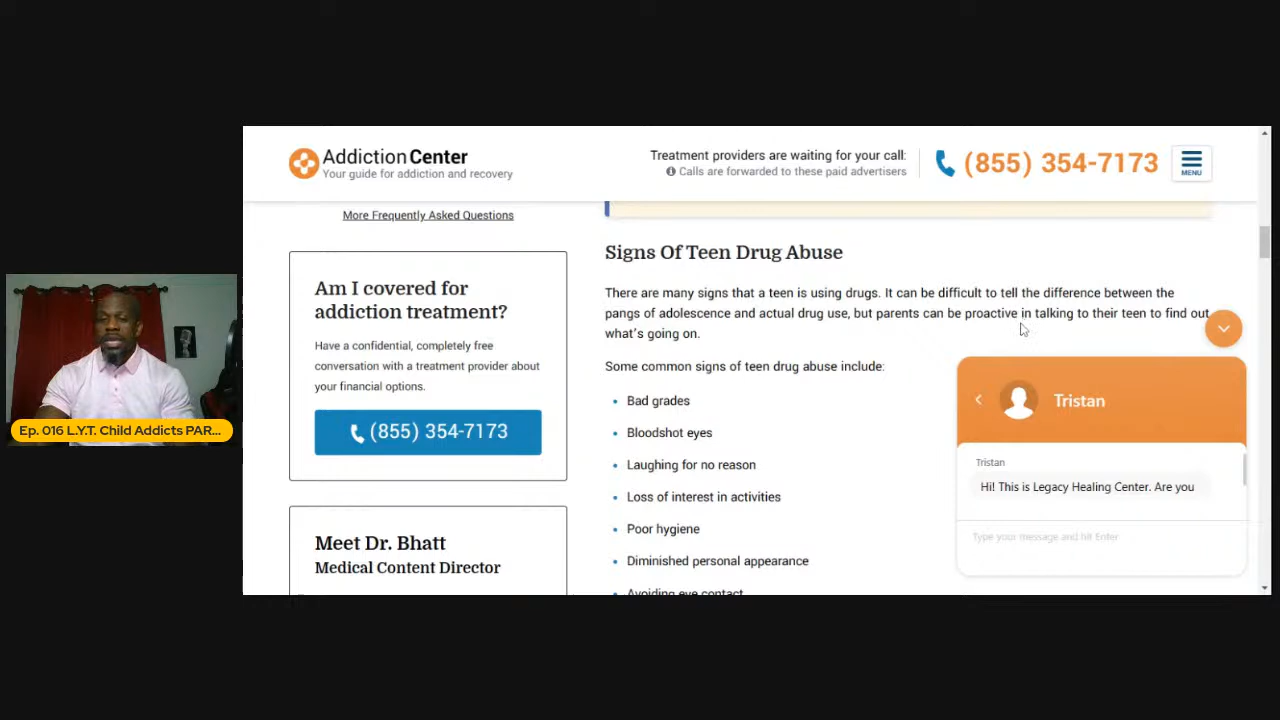 Addiction Center
Your guide for addiction and recovery
Treatment providers are waiting for your call:
Calls are forwarded to these paid advertisers
(855) 354-7173
MENU
More Frequently Asked Questions
Am I covered for
addiction treatment?
Have a confidential, completely free
conversation with a treatment provider about
your financial options.
(855) 354-7173
Meet Dr. Bhatt
Medical Content Director
Signs Of Teen Drug Abuse
There are many signs that a teen is using drugs. It can be difficult to tell the difference between the
pangs of adolescence and actual drug use, but parents can be proactive in talking to their teen to find out
what's going on.
Some common signs of teen drug abuse include:
Bad grades
Bloodshot eyes
Laughing for no reason
Loss of interest in activities
Poor hygiene
Diminished personal appearance
Avoiding eye contact
Tristan
Tristan
Hi! This is Legacy Healing Center. Are you
Type your message and hit Enter
Ep. 016 L.Y.T. Child Addicts PAR...